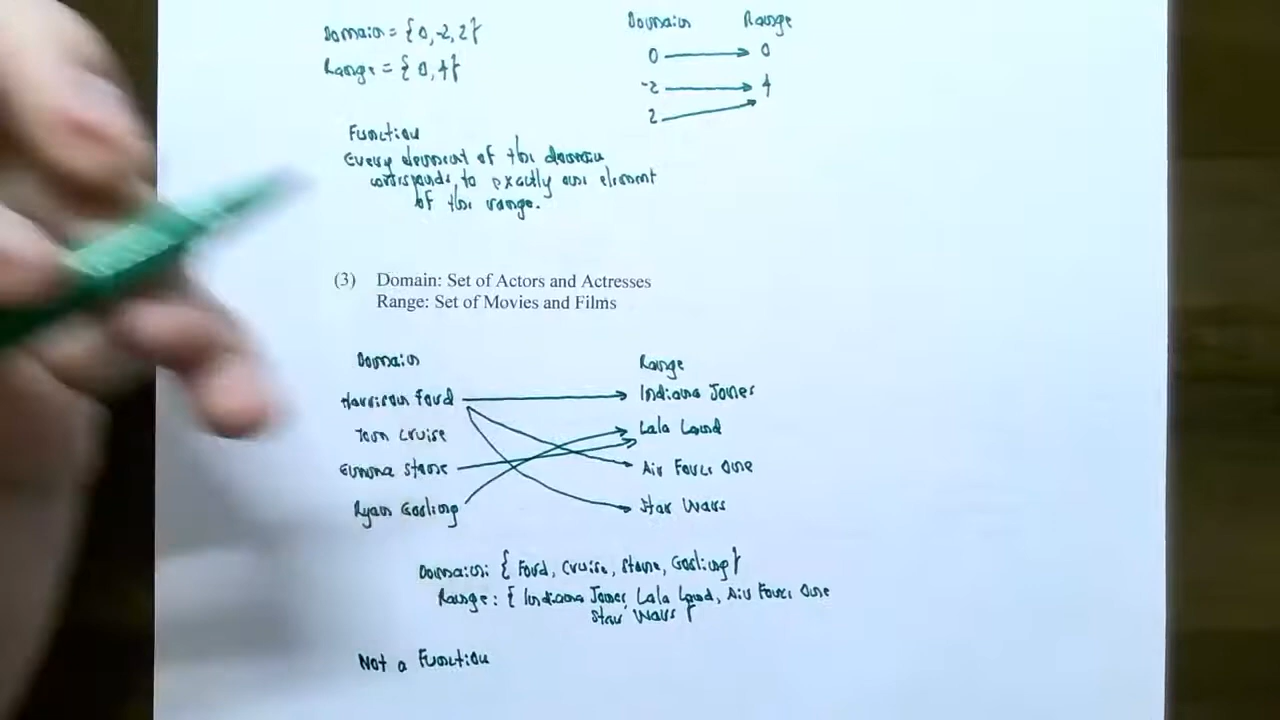 Domain = {0,-2,2}
Range = {0,4}
Domain Range
0 0
-2 4
2
Function
Every element of the domain
corresponds to exactly one element
of the range.
(3) Domain: Set of Actors and Actresses
Range: Set of Movies and Films
Domain Range
Harrison Ford Indiana Jones
Tom Cruise Lala Land
Emma Stone Air Force One
Ryan Gosling Star Wars
Domain: { Ford, Cruise, Stone, Gosling}
Range: { Indiana Jones, Lala Land, Air Force One
Star Wars }
Not a Function